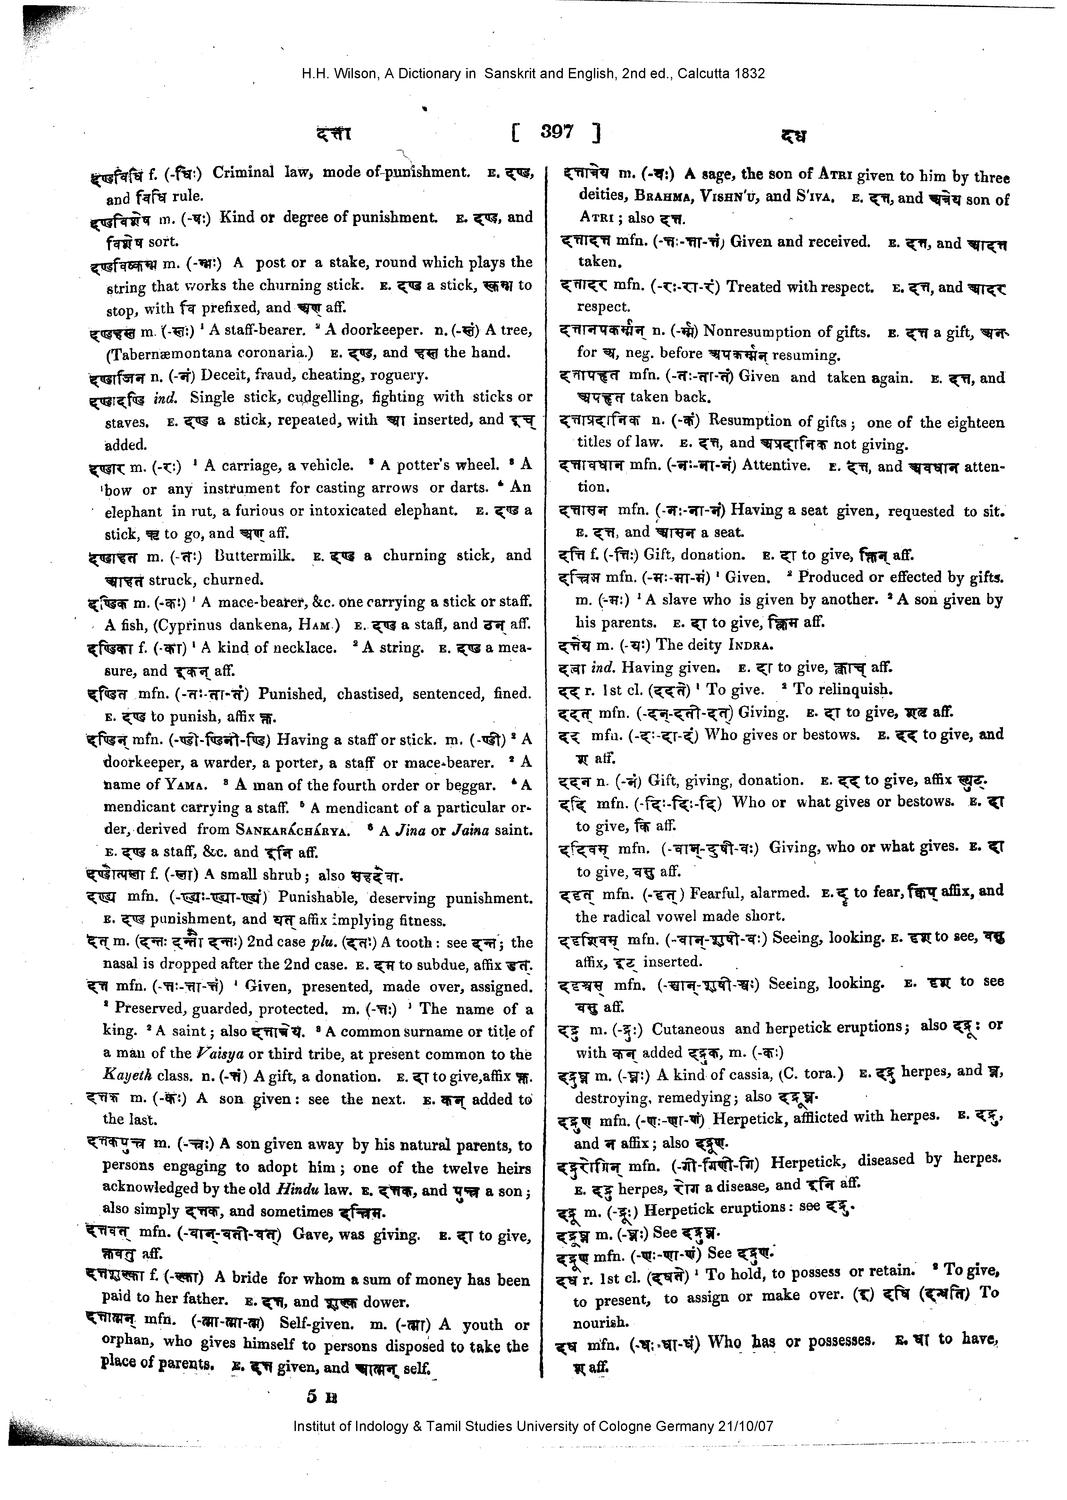 H.H. Wilson, A Dictionary in Sanskrit and English, 2nd ed., Calcutta 1832
दत्ता [ 397 ] दध
दण्डविधि f. (-धिः) Criminal law, mode of punishment. E. दण्ड,
and विधि rule.
दण्डविशेष m. (-षः) Kind or degree of punishment. E. दण्ड, and
विशेष sort.
दण्डविष्कम्भ m. (-म्भः) A post or a stake, round which plays the
string that works the churning stick. E. दण्ड a stick, स्कम्भ to
stop, with वि prefixed, and अण् aff.
दण्डहस्त m. (-स्तः) ¹ A staff-bearer. ² A doorkeeper. n. (-स्तं) A tree,
(Tabernæmontana coronaria.) E. दण्ड, and हस्त the hand.
दण्डाजिन n. (-नं) Deceit, fraud, cheating, roguery.
दण्डादण्डि ind. Single stick, cudgelling, fighting with sticks or
staves. E. दण्ड a stick, repeated, with आ inserted, and इच्
added.
दण्डार m. (-रः) ¹ A carriage, a vehicle. ² A potter's wheel. ³ A
bow or any instrument for casting arrows or darts. ⁴ An
elephant in rut, a furious or intoxicated elephant. E. दण्ड a
stick, ऋ to go, and अण् aff.
दण्डाहत m. (-तः) Buttermilk. E. दण्ड a churning stick, and
आहत struck, churned.
दण्डिक m. (-कः) ¹ A mace-bearer, &c. one carrying a stick or staff.
A fish, (Cyprinus dankena, HAM.) E. दण्ड a staff, and ठन् aff.
दण्डिका f. (-का) ¹ A kind of necklace. ² A string. E. दण्ड a mea-
sure, and इकन् aff.
दण्डित mfn. (-तः-ता-तं) Punished, chastised, sentenced, fined.
E. दण्ड to punish, affix क्त.
दण्डिन् mfn. (-ण्डी-ण्डिनी-ण्डि) Having a staff or stick. m. (-ण्डी) ² A
doorkeeper, a warder, a porter, a staff or mace-bearer. ² A
name of YAMA. ³ A man of the fourth order or beggar. ⁴ A
mendicant carrying a staff. ⁵ A mendicant of a particular or-
der, derived from SANKARÁCHÁRYA. ⁶ A Jina or Jaina saint.
E. दण्ड a staff, &c. and इनि aff.
दण्डोत्पला f. (-ला) A small shrub; also सहदेवा.
दण्ड्य mfn. (-ण्ड्यः-ण्ड्या-ण्ड्यं) Punishable, deserving punishment.
E. दण्ड punishment, and यत् affix implying fitness.
दत् m. (दन्तः दन्तौ दन्तः) 2nd case plu. (दतः) A tooth: see दन्त; the
nasal is dropped after the 2nd case. E. दम to subdue, affix डत्.
दत्त mfn. (-त्तः-त्ता-त्तं) ¹ Given, presented, made over, assigned.
² Preserved, guarded, protected. m. (-त्तः) ¹ The name of a
king. ² A saint; also दत्तात्रेय. ³ A common surname or title of
a man of the Vaisya or third tribe, at present common to the
Kayeth class. n. (-त्तं) A gift, a donation. E. दा to give, affix क्त.
दत्तक m. (-कः) A son given: see the next. E. कन् added to
the last.
दत्तकपुत्त्र m. (-त्त्रः) A son given away by his natural parents, to
persons engaging to adopt him; one of the twelve heirs
acknowledged by the old Hindu law. E. दत्तक, and पुत्त्र a son;
also simply दत्तक, and sometimes दत्त्रिम.
दत्तवत् mfn. (-वान्-वती-वत्) Gave, was giving. E. दा to give,
क्तवतु aff.
दत्तशुल्का f. (-ल्का) A bride for whom a sum of money has been
paid to her father. E. दत्त, and शुल्क dower.
दत्तात्मन् mfn. (-त्मा-त्मा-त्म) Self-given. m. (-त्मा) A youth or
orphan, who gives himself to persons disposed to take the
place of parents. E. दत्त given, and आत्मन् self.
दत्तात्रेय m. (-यः) A sage, the son of ATRI given to him by three
deities, BRAHMA, VISHN'U, and S'IVA. E. दत्त, and अत्रेय son of
ATRI; also दत्त.
दत्तादत्त mfn. (-त्तः-त्ता-त्तं) Given and received. E. दत्त, and आदत्त
taken.
दत्तादर mfn. (-रः-रा-रं) Treated with respect. E. दत्त, and आदर
respect.
दत्तानपकर्म्मन् n. (-र्म्म) Nonresumption of gifts. E. दत्त a gift, अन-
for अ, neg. before अपकर्म्मन् resuming.
दत्तापहृत mfn. (-तः-ता-तं) Given and taken again. E. दत्त, and
अपहृत taken back.
दत्ताप्रदानिक n. (-कं) Resumption of gifts; one of the eighteen
titles of law. E. दत्त, and अप्रदानिक not giving.
दत्तावधान mfn. (-नः-ना-नं) Attentive. E. दत्त, and अवधान atten-
tion.
दत्तासन mfn. (-नः-ना-नं) Having a seat given, requested to sit.
E. दत्त, and आसन a seat.
दत्ति f. (-त्तिः) Gift, donation. E. दा to give, क्तिन् aff.
दत्त्रिम mfn. (-मः-मा-मं) ¹ Given. ² Produced or effected by gifts.
m. (-मः) ¹ A slave who is given by another. ² A son given by
his parents. E. दा to give, क्त्रिम aff.
दत्तेय m. (-यः) The deity INDRA.
दत्त्वा ind. Having given. E. दा to give, क्त्वाच् aff.
दद r. 1st cl. (ददते) ¹ To give. ² To relinquish.
ददत् mfn. (-दन्-दती-दत्) Giving. E. दा to give, शतृ aff.
दद mfn. (-दः-दा-दं) Who gives or bestows. E. दद to give, and
श aff.
ददन n. (-नं) Gift, giving, donation. E. दद to give, affix ल्युट्.
ददि mfn. (-दिः-दिः-दि) Who or what gives or bestows. E. दा
to give, कि aff.
ददिवस् mfn. (-वान्-दुषी-वः) Giving, who or what gives. E. दा
to give, वसु aff.
ददृत् mfn. (-दृत्) Fearful, alarmed. E. दॄ to fear, क्विप् affix, and
the radical vowel made short.
ददृशिवस् mfn. (-वान्-शुषी-वः) Seeing, looking. E. दृश to see, वसु
affix, इट् inserted.
ददृश्वस् mfn. (-श्वान्-शुषी-श्वः) Seeing, looking. E. दृश to see
वसु aff.
दद्रु m. (-द्रुः) Cutaneous and herpetick eruptions; also दद्रूः or
with कन् added दद्रुक, m. (-कः)
दद्रुघ्न m. (-घ्नः) A kind of cassia, (C. tora.) E. दद्रु herpes, and घ्न,
destroying, remedying; also दद्रूघ्न.
दद्रुण mfn. (-णः-णा-णं) Herpetick, afflicted with herpes. E. दद्रु,
and न affix; also दद्रूण.
दद्रुरोगिन् mfn. (-गी-गिणी-गि) Herpetick, diseased by herpes.
E. दद्रु herpes, रोग a disease, and इनि aff.
दद्रू m. (-द्रूः) Herpetick eruptions: see दद्रु.
दद्रूघ्न m. (-घ्नः) See दद्रुघ्न.
दद्रूण mfn. (-णः-णा-णं) See दद्रुण.
दध r. 1st cl. (दधते) ¹ To hold, to possess or retain. ² To give,
to present, to assign or make over. (इ) दधि (दन्धति) To
nourish.
दध mfn. (-धः-धा-धं) Who has or possesses. E. धा to have,
श aff.
5 H
Institut of Indology & Tamil Studies University of Cologne Germany 21/10/07